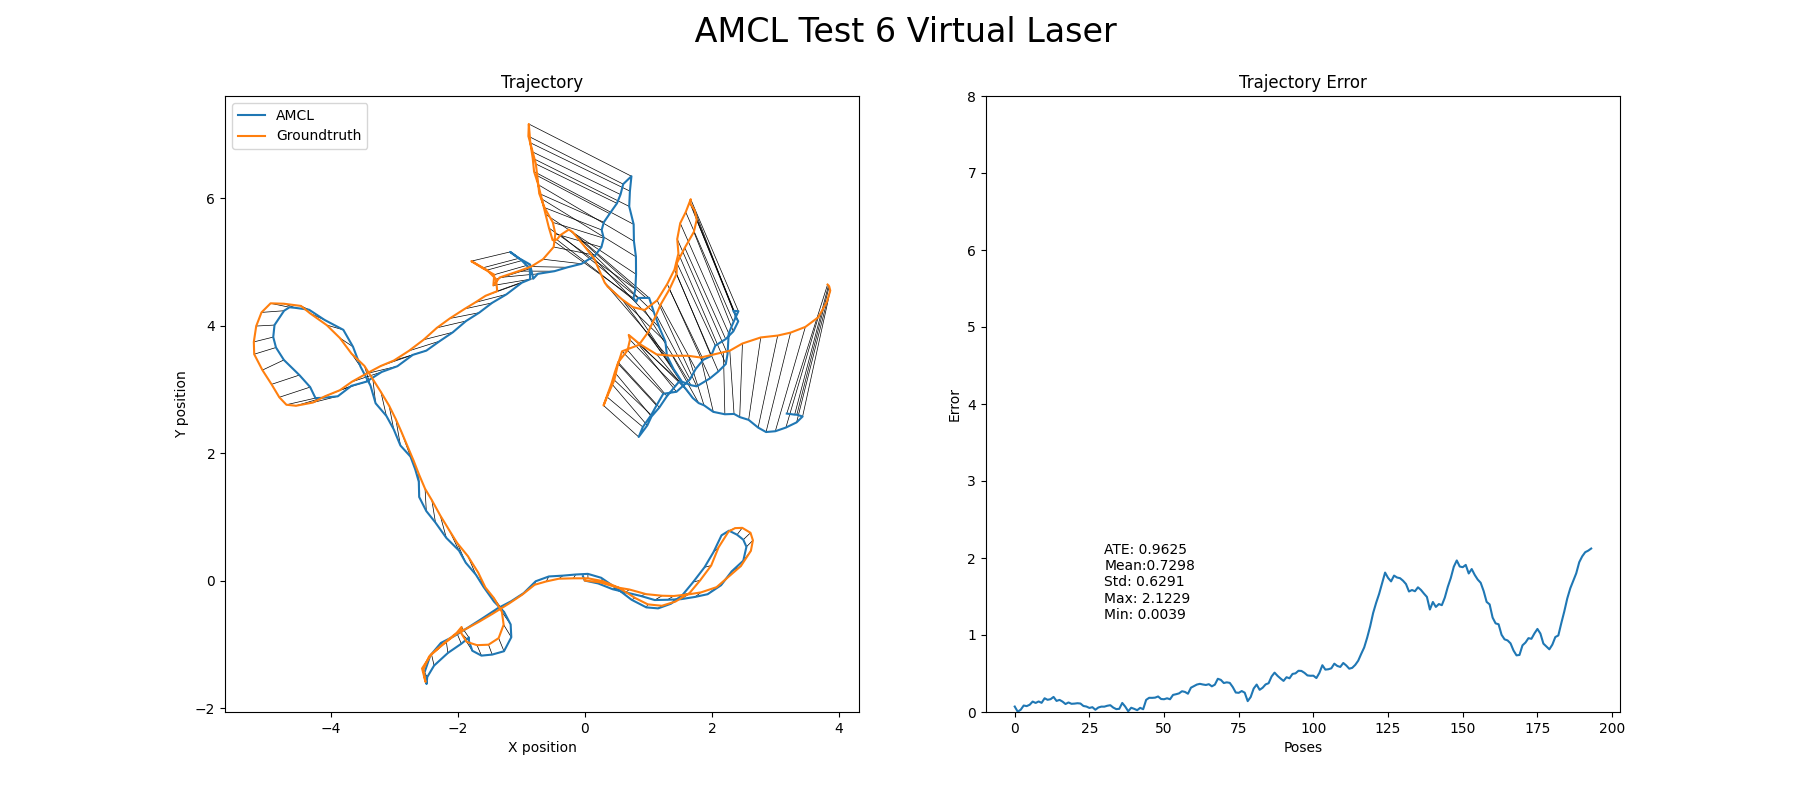 AMCL Test 6 Virtual Laser
Trajectory
AMCL
Groundtruth
6
4
2
0
−2
−4
−2
0
2
4
Y position
X position
Trajectory Error
8
7
6
5
4
3
2
1
0
Error
ATE: 0.9625
Mean:0.7298
Std: 0.6291
Max: 2.1229
Min: 0.0039
0
25
50
75
100
125
150
175
200
Poses